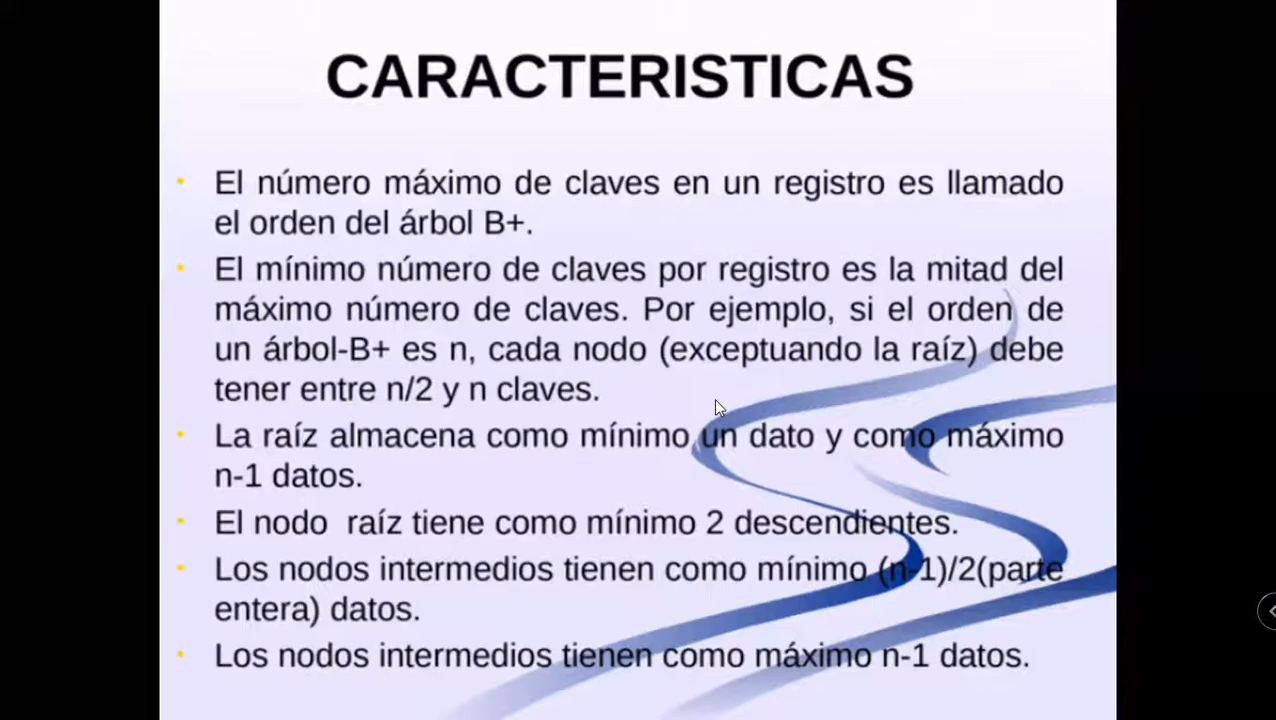 CARACTERISTICAS
El número máximo de claves en un registro es llamado
el orden del árbol B+.
El mínimo número de claves por registro es la mitad del
máximo número de claves. Por ejemplo, si el orden de
un árbol-B+ es n, cada nodo (exceptuando la raíz) debe
tener entre n/2 y n claves.
La raíz almacena como mínimo un dato y como máximo
n-1 datos.
El nodo raíz tiene como mínimo 2 descendientes.
Los nodos intermedios tienen como mínimo (n-1)/2(parte
entera) datos.
Los nodos intermedios tienen como máximo n-1 datos.